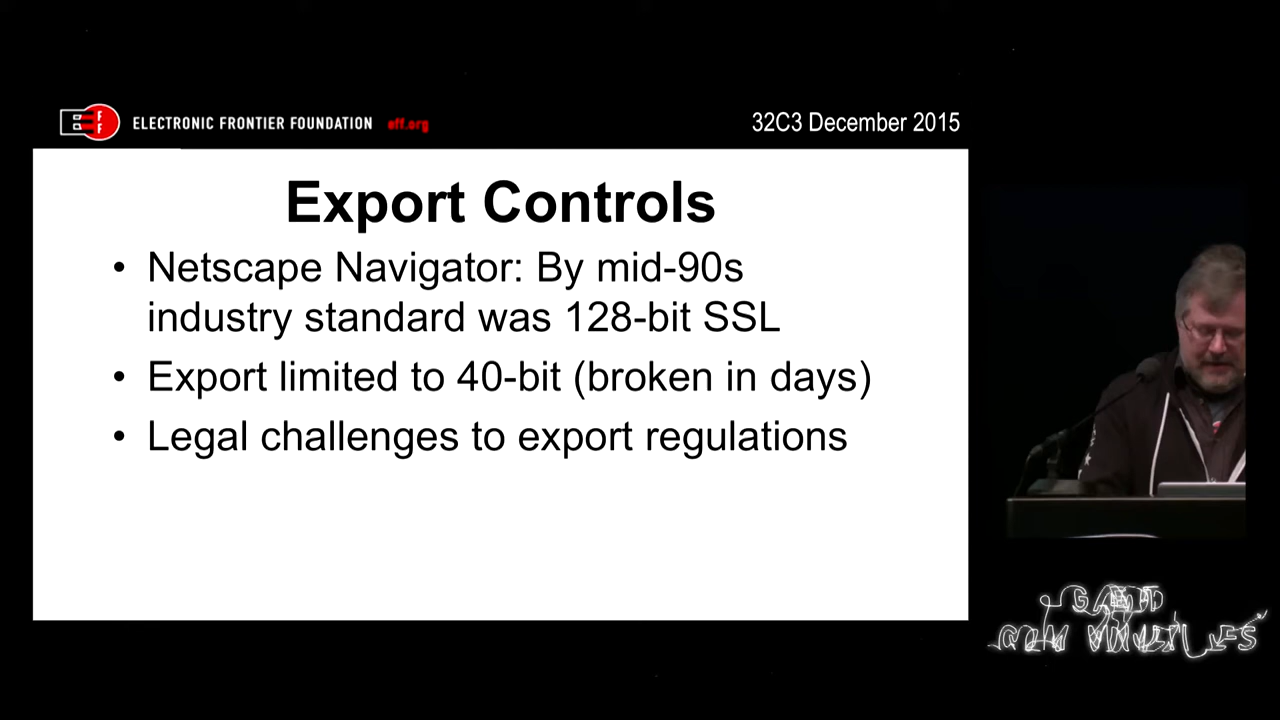 ELECTRONIC FRONTIER FOUNDATION eff.org
32C3 December 2015
Export Controls
• Netscape Navigator: By mid-90s
industry standard was 128-bit SSL
• Export limited to 40-bit (broken in days)
• Legal challenges to export regulations